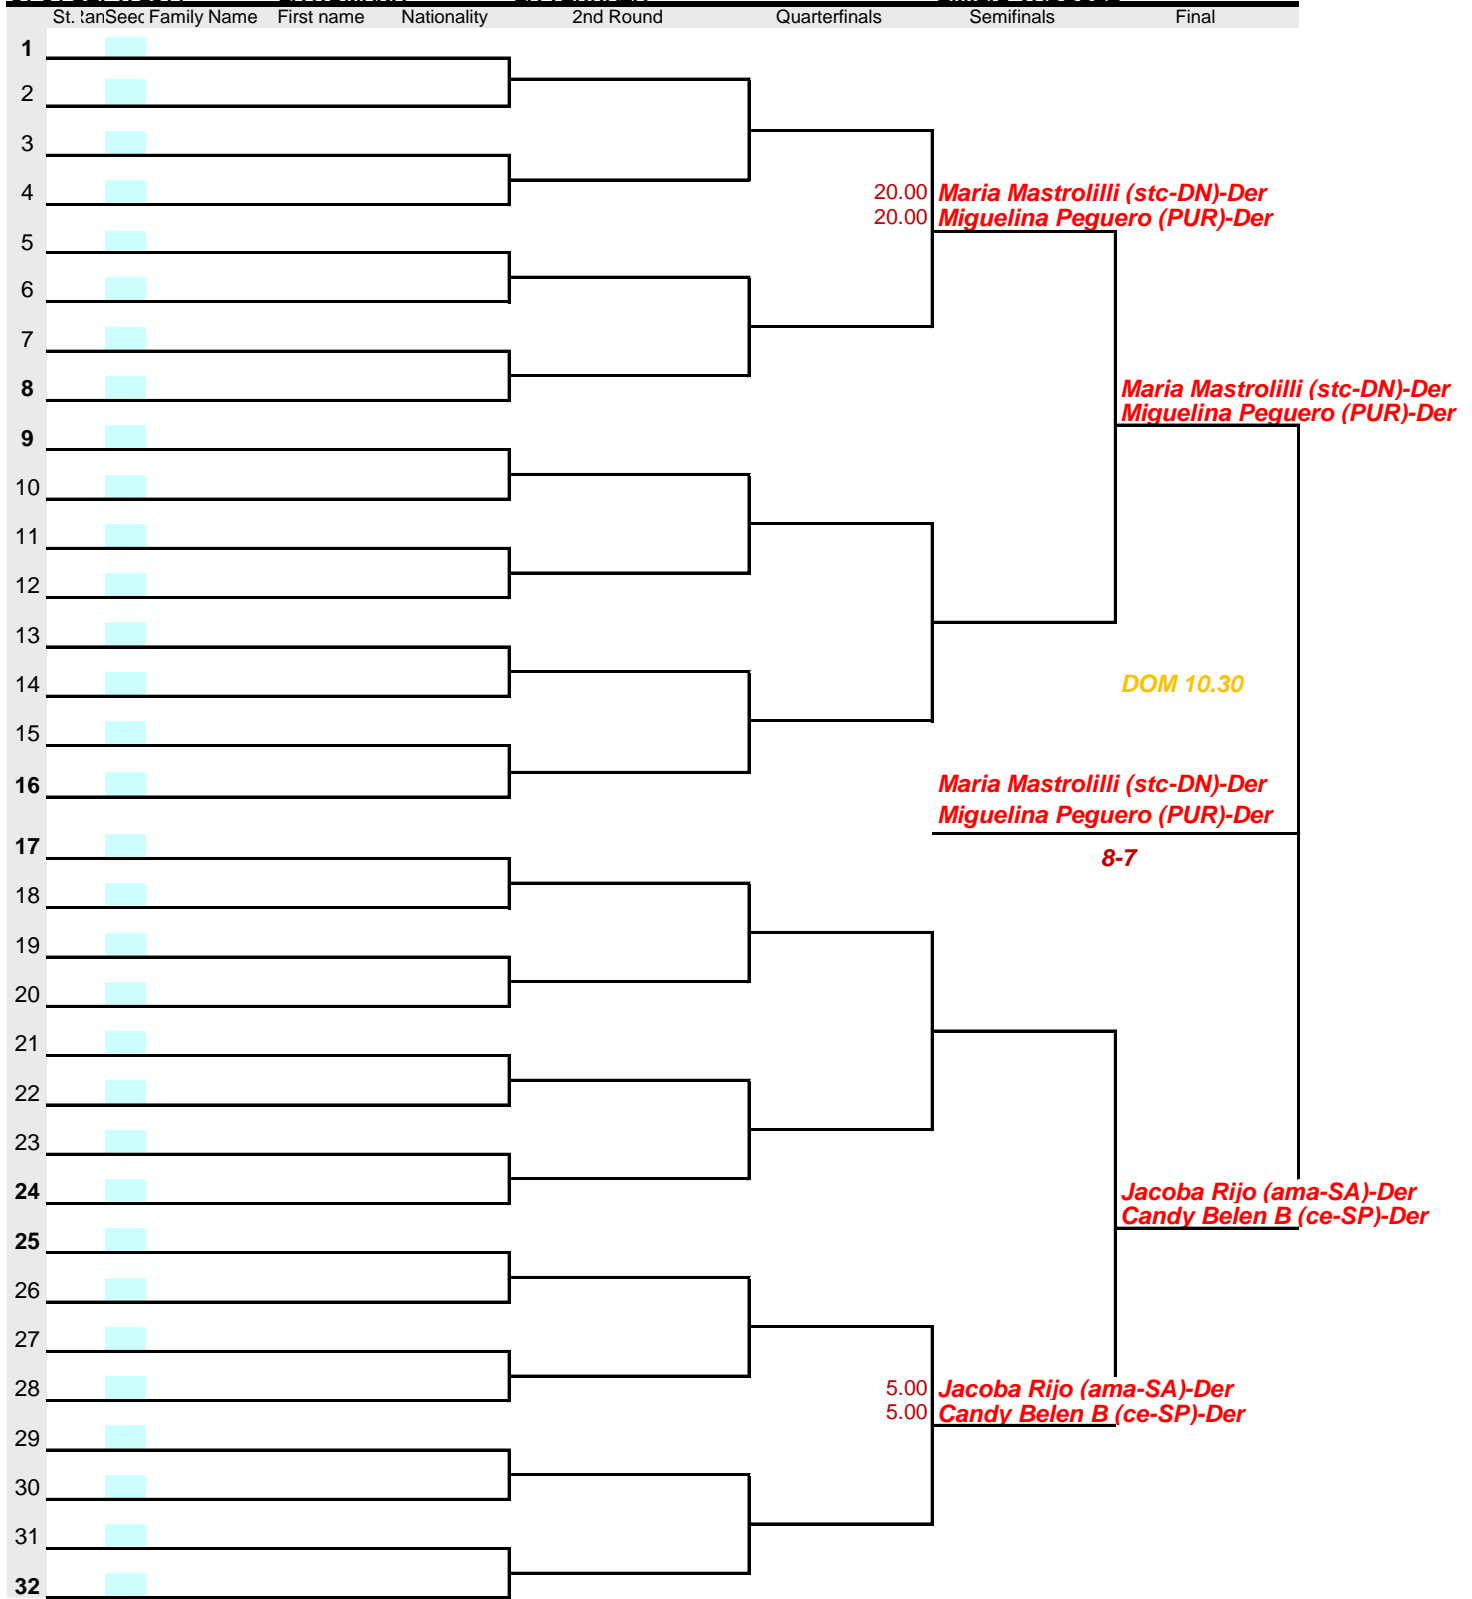 St. Ran Seed Family Name First name Nationality 2nd Round Quarterfinals Semifinals Final
1
2
3
4
20.00 Maria Mastrolilli (stc-DN)-Der
20.00 Miguelina Peguero (PUR)-Der
5
6
7
8
Maria Mastrolilli (stc-DN)-Der
Miguelina Peguero (PUR)-Der
9
10
11
12
13
14
DOM 10.30
15
16
Maria Mastrolilli (stc-DN)-Der
Miguelina Peguero (PUR)-Der
17
8-7
18
19
20
21
22
23
24
Jacoba Rijo (ama-SA)-Der
Candy Belen B (ce-SP)-Der
25
26
27
28
5.00 Jacoba Rijo (ama-SA)-Der
5.00 Candy Belen B (ce-SP)-Der
29
30
31
32